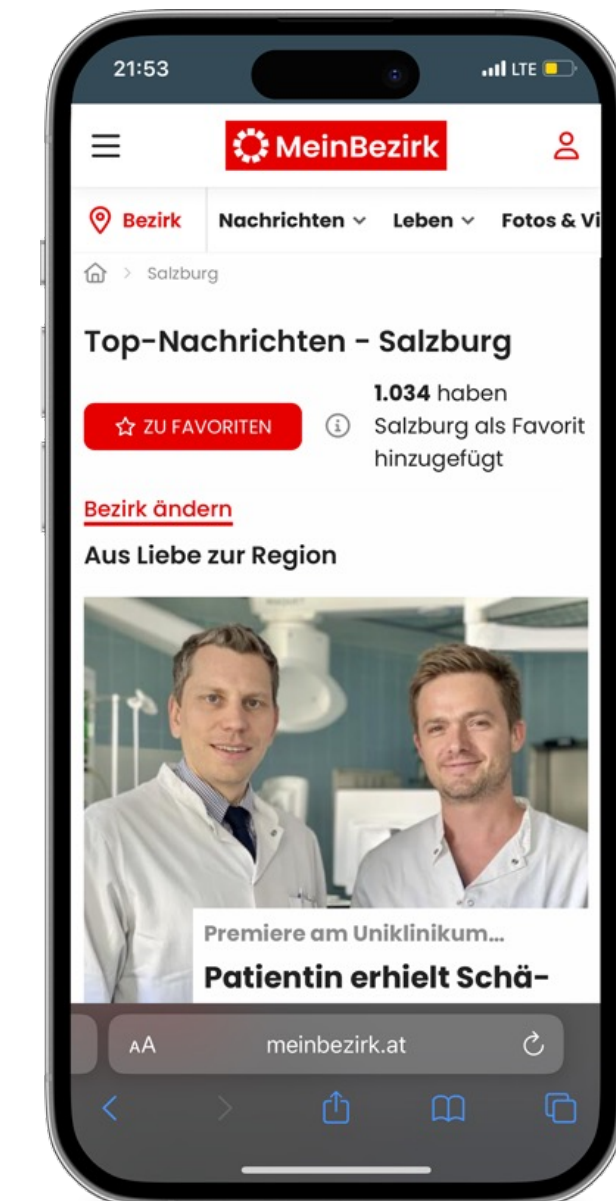 21:53
LTE
MeinBezirk
Bezirk Nachrichten Leben Fotos & Vi
Salzburg
Top-Nachrichten - Salzburg
ZU FAVORITEN
1.034 haben
Salzburg als Favorit
hinzugefügt
Bezirk ändern
Aus Liebe zur Region
Premiere am Uniklinikum...
Patientin erhielt Schä-
AA meinbezirk.at